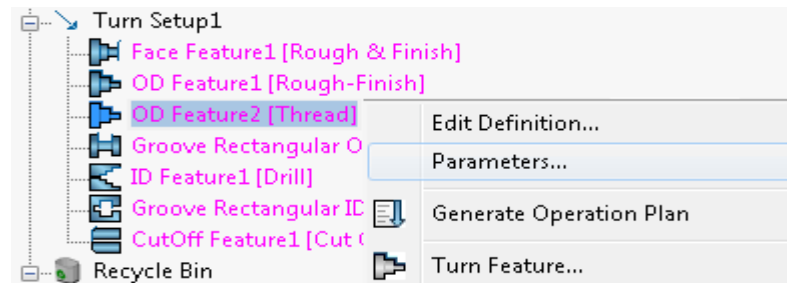 Turn Setup1
Face Feature1 [Rough & Finish]
OD Feature1 [Rough-Finish]
OD Feature2 [Thread]
Groove Rectangular O
ID Feature1 [Drill]
Groove Rectangular ID
CutOff Feature1 [Cut
Recycle Bin
Edit Definition...
Parameters...
Generate Operation Plan
Turn Feature...